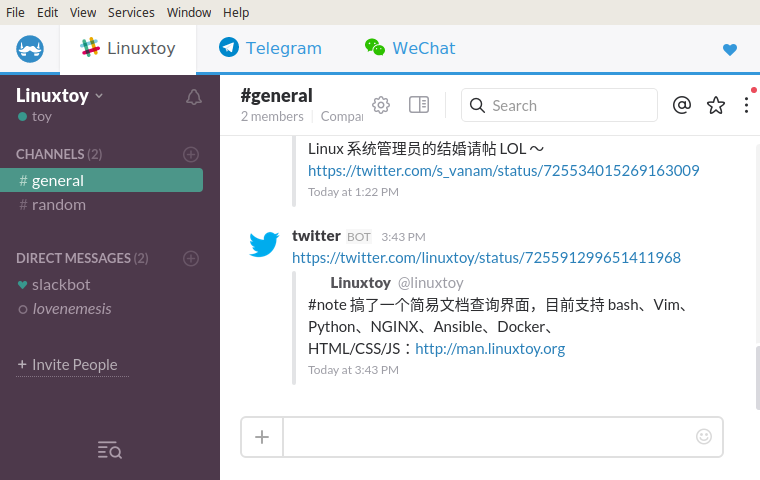 File Edit View Services Window Help
Linuxtoy Telegram WeChat
Linuxtoy
toy
CHANNELS (2)
# general
# random
DIRECT MESSAGES (2)
slackbot
lovenemesis
+ Invite People
#general
2 members Compa
Search
Linux 系统管理员的结婚请帖 LOL ～
https://twitter.com/s_vanam/status/725534015269163009
Today at 1:22 PM
twitter BOT 3:43 PM
https://twitter.com/linuxtoy/status/725591299651411968
Linuxtoy @linuxtoy
#note 搞了一个简易文档查询界面，目前支持 bash、Vim、
Python、NGINX、Ansible、Docker、
HTML/CSS/JS：http://man.linuxtoy.org
Today at 3:43 PM